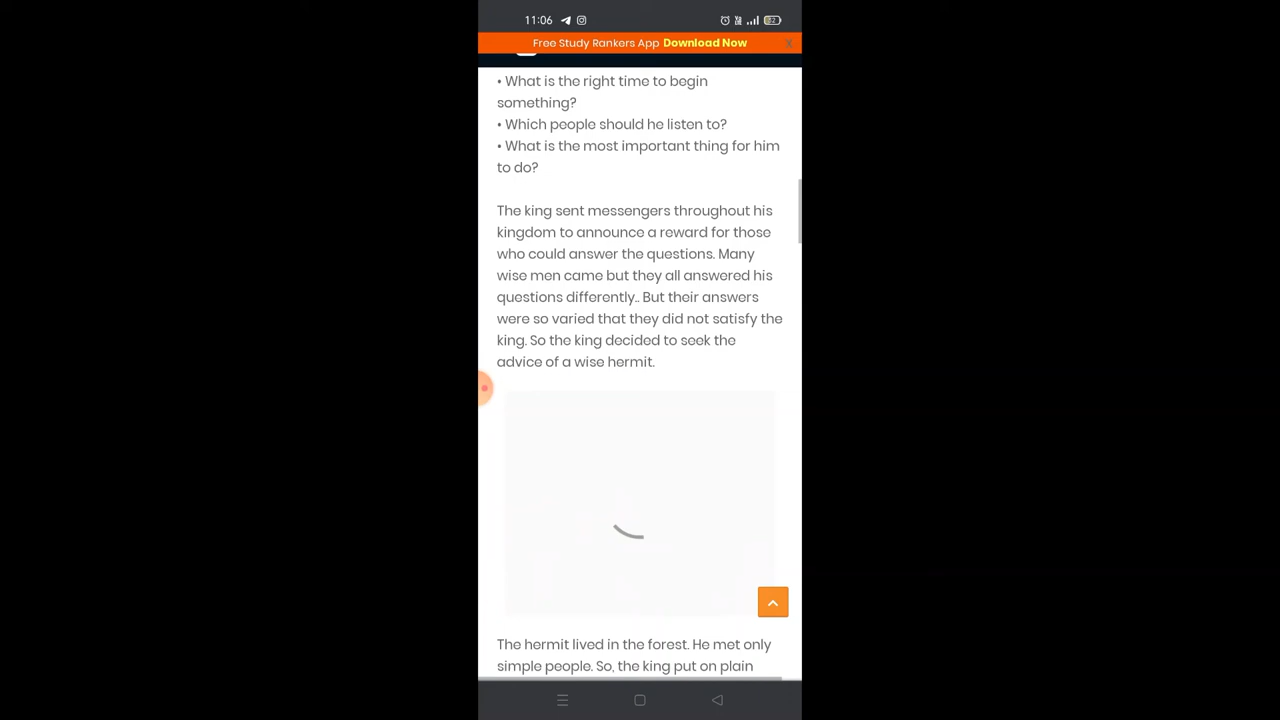 11:06
Free Study Rankers App Download Now X
• What is the right time to begin
something?
• Which people should he listen to?
• What is the most important thing for him
to do?
The king sent messengers throughout his
kingdom to announce a reward for those
who could answer the questions. Many
wise men came but they all answered his
questions differently.. But their answers
were so varied that they did not satisfy the
king. So the king decided to seek the
advice of a wise hermit.
The hermit lived in the forest. He met only
simple people. So, the king put on plain